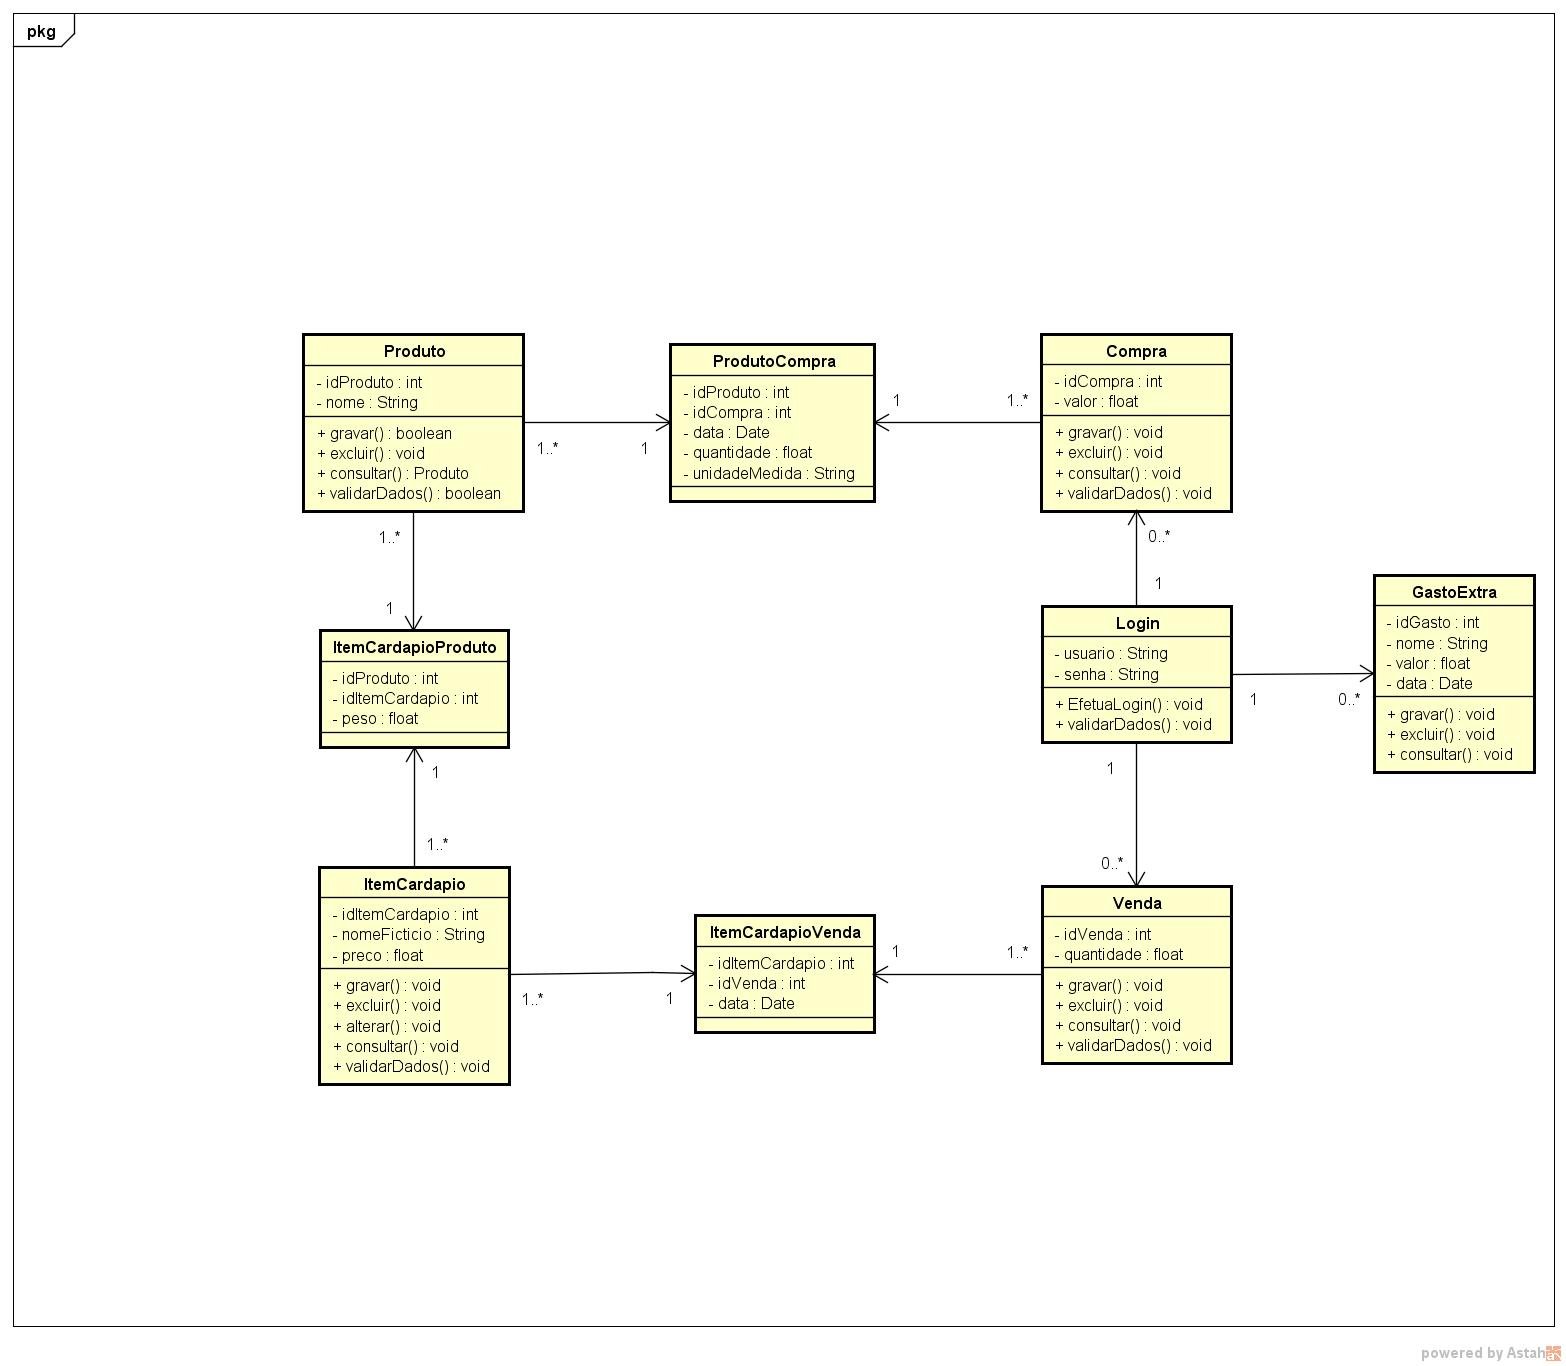 pkg
Produto
- idProduto : int
- nome : String
+ gravar() : boolean
+ excluir() : void
+ consultar() : Produto
+ validarDados() : boolean
1..*
1
ProdutoCompra
- idProduto : int
- idCompra : int
- data : Date
- quantidade : float
- unidadeMedida : String
1
1..*
Compra
- idCompra : int
- valor : float
+ gravar() : void
+ excluir() : void
+ consultar() : void
+ validarDados() : void
1..*
1
0..*
1
ItemCardapioProduto
- idProduto : int
- idItemCardapio : int
- peso : float
Login
- usuario : String
- senha : String
+ EfetuaLogin() : void
+ validarDados() : void
1
0..*
GastoExtra
- idGasto : int
- nome : String
- valor : float
- data : Date
+ gravar() : void
+ excluir() : void
+ consultar() : void
1
1..*
1
0..*
ItemCardapio
- idItemCardapio : int
- nomeFicticio : String
- preco : float
+ gravar() : void
+ excluir() : void
+ alterar() : void
+ consultar() : void
+ validarDados() : void
1..*
1
ItemCardapioVenda
- idItemCardapio : int
- idVenda : int
- data : Date
1
1..*
Venda
- idVenda : int
- quantidade : float
+ gravar() : void
+ excluir() : void
+ consultar() : void
+ validarDados() : void
powered by Astah